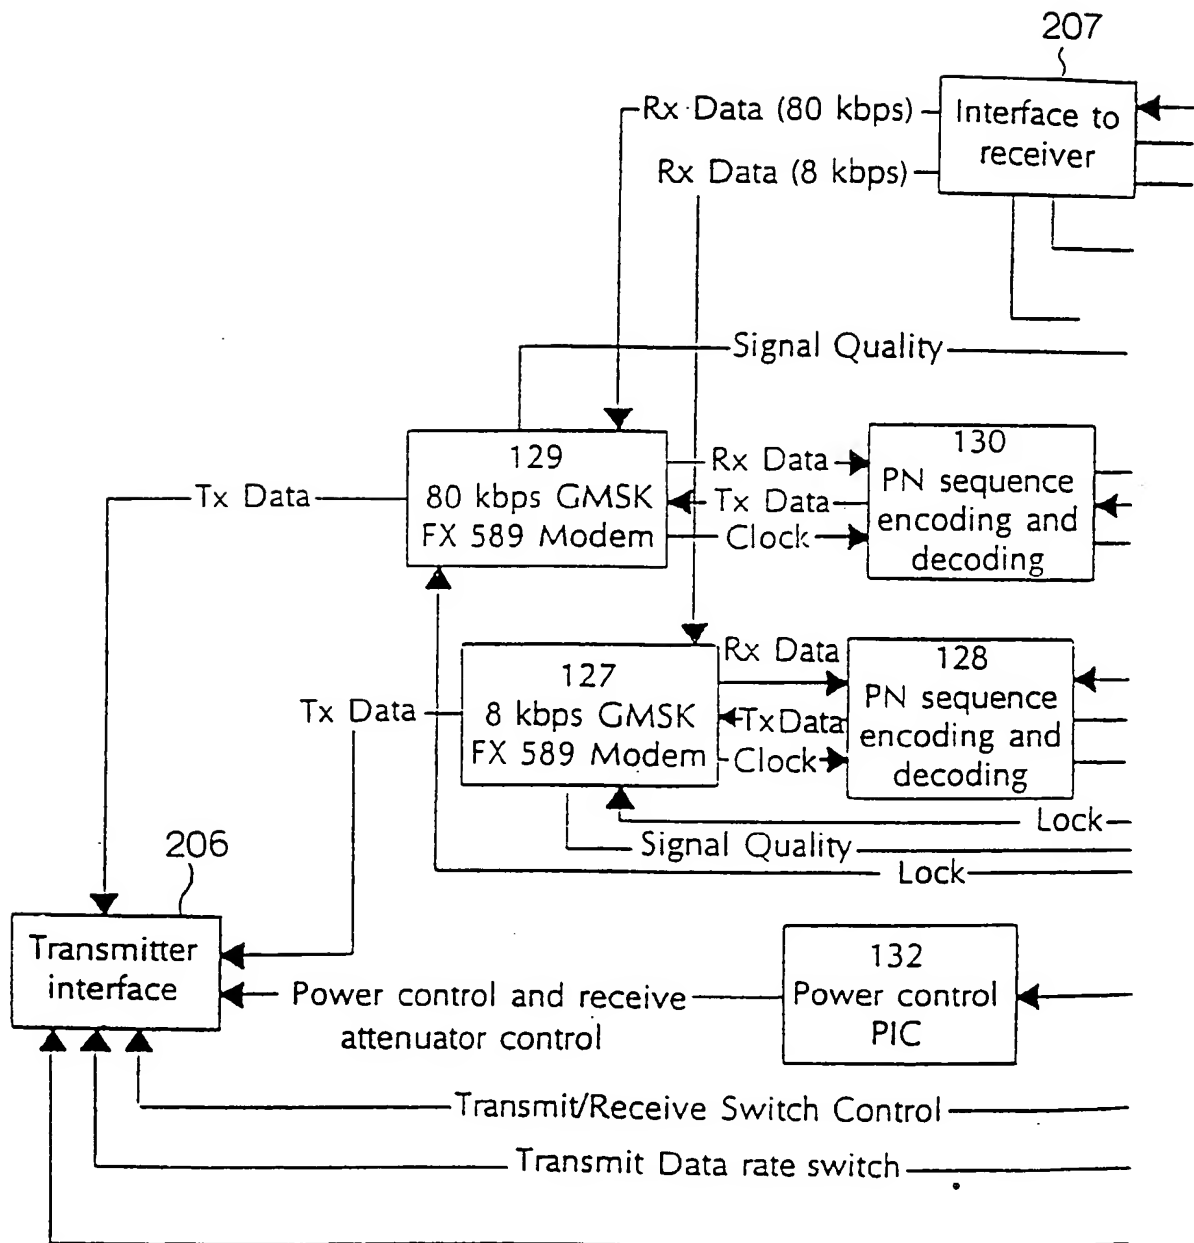 207
Rx Data (80 kbps)
Interface to
receiver
Rx Data (8 kbps)
Signal Quality
129
80 kbps GMSK
FX 589 Modem
Rx Data
Tx Data
Clock
130
PN sequence
encoding and
decoding
Tx Data
127
8 kbps GMSK
FX 589 Modem
Rx Data
TxData
Clock
128
PN sequence
encoding and
decoding
Tx Data
Lock
Signal Quality
Lock
206
Transmitter
interface
Power control and receive
attenuator control
132
Power control
PIC
Transmit/Receive Switch Control
Transmit Data rate switch